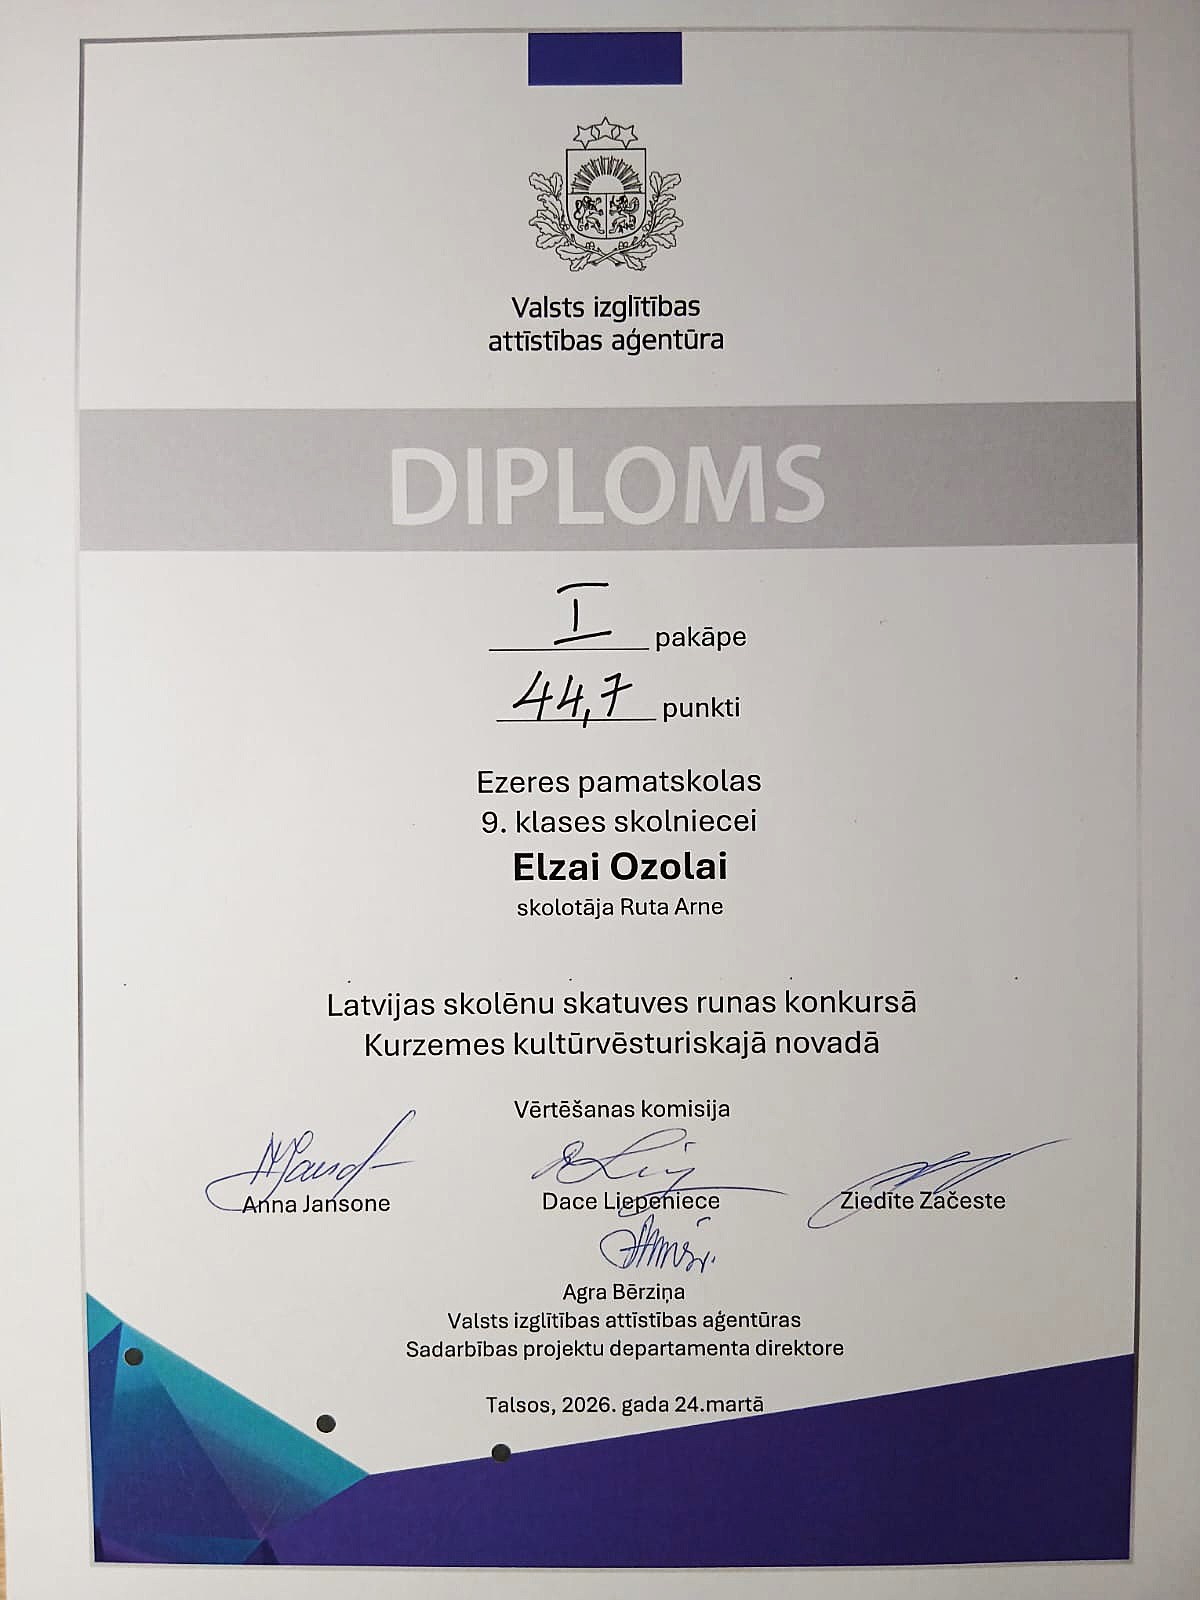 Valsts izglītības
attīstības aģentūra
DIPLOMS
I pakāpe
44,7 punkti
Ezeres pamatskolas
9. klases skolniecei
Elzai Ozolai
skolotāja Ruta Arne
Latvijas skolēnu skatuves runas konkursā
Kurzemes kultūrvēsturiskajā novadā
Vērtēšanas komisija
Anna Jansone Dace Liepeniece Ziedīte Začeste
Agra Bērziņa
Valsts izglītības attīstības aģentūras
Sadarbības projektu departamenta direktore
Talsos, 2026. gada 24.martā